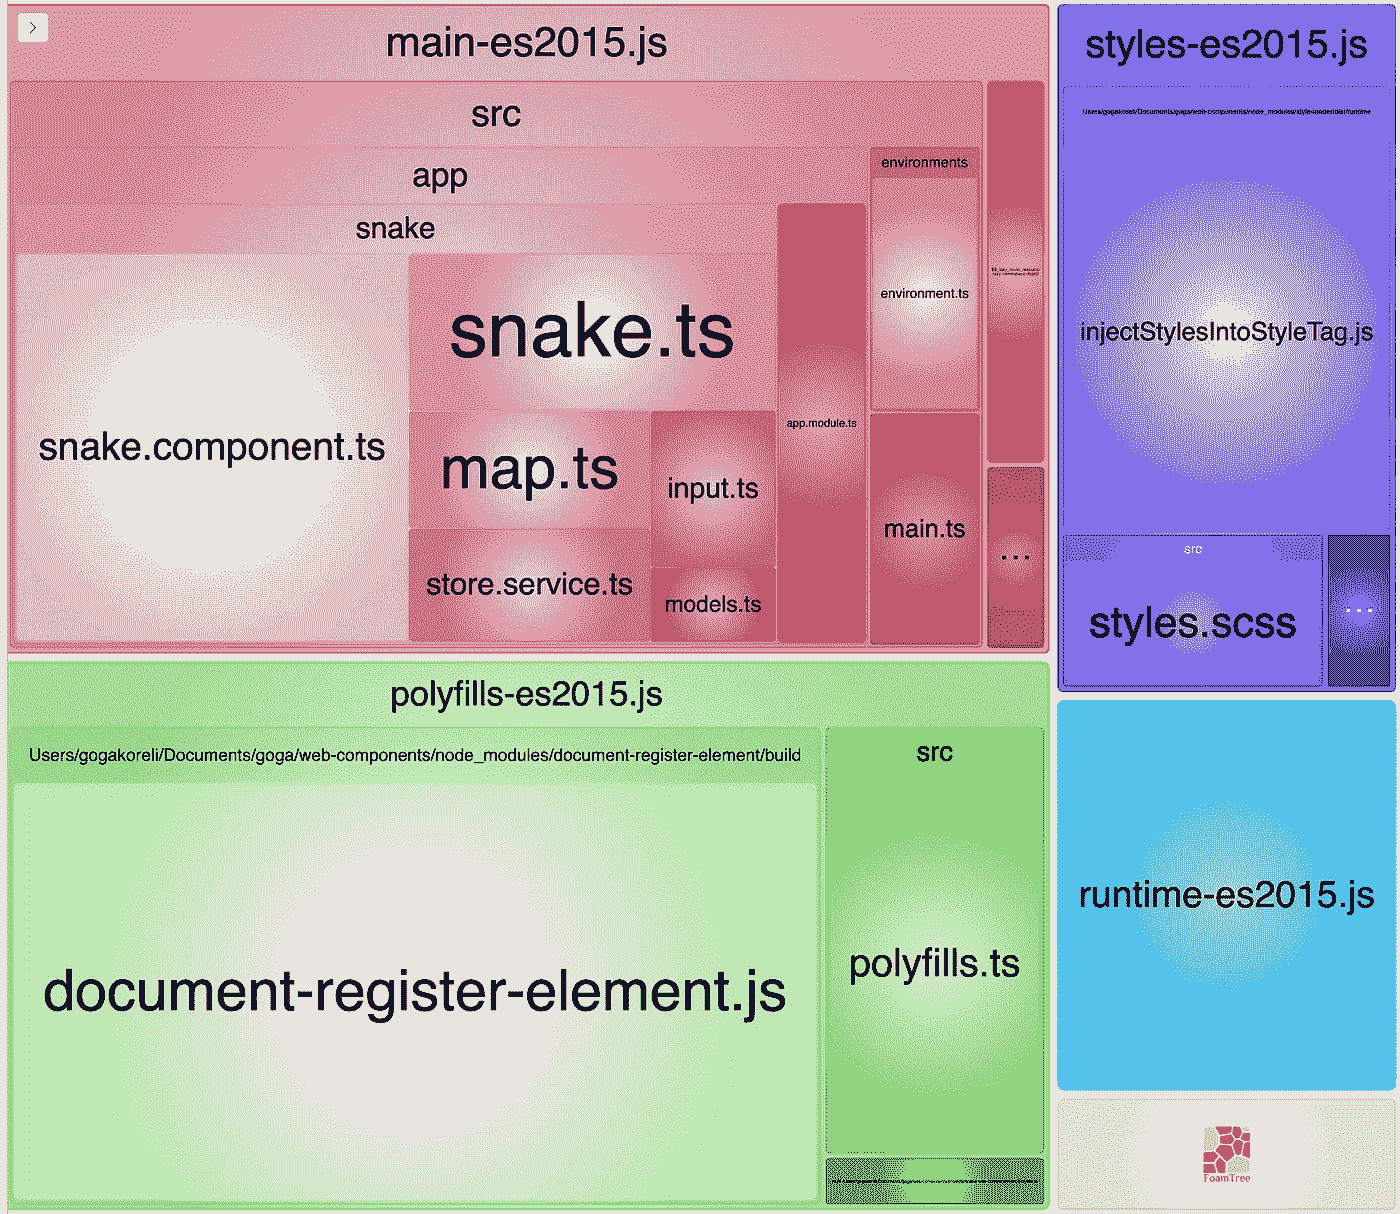 main-es2015.js
src
app
snake
snake.component.ts
snake.ts
map.ts
input.ts
store.service.ts
models.ts
app.module.ts
environments
environment.ts
main.ts
...
styles-es2015.js
Users/gogakoreli/Documents/goga/web-components/node_modules/style-loader/dist/runtime
injectStylesIntoStyleTag.js
src
styles.scss
...
polyfills-es2015.js
Users/gogakoreli/Documents/goga/web-components/node_modules/document-register-element/build
document-register-element.js
src
polyfills.ts
runtime-es2015.js
FoamTree